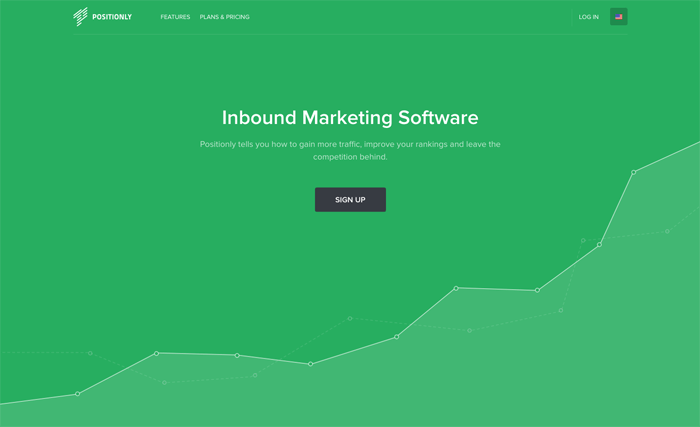 POSITIONLY
FEATURES
PLANS & PRICING
LOG IN
Inbound Marketing Software
Positionly tells you how to gain more traffic, improve your rankings and leave the
competition behind.
SIGN UP